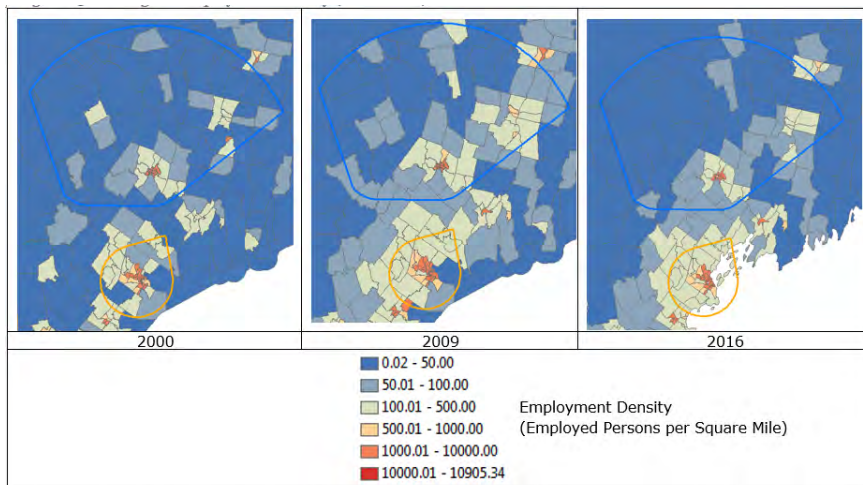 2000 2009 2016
0.02 - 50.00
50.01 - 100.00
100.01 - 500.00
500.01 - 1000.00
1000.01 - 10000.00
10000.01 - 10905.34
Employment Density
(Employed Persons per Square Mile)